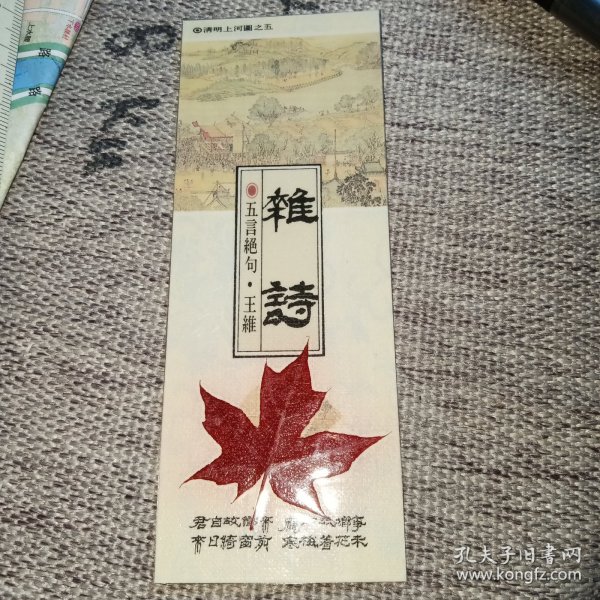 清明上河圖之五
雜詩
五言絕句·王維
君自故鄉來 應知故鄉事
來日綺窗前 寒梅著花未
孔夫子旧书网
www.kongfz.com